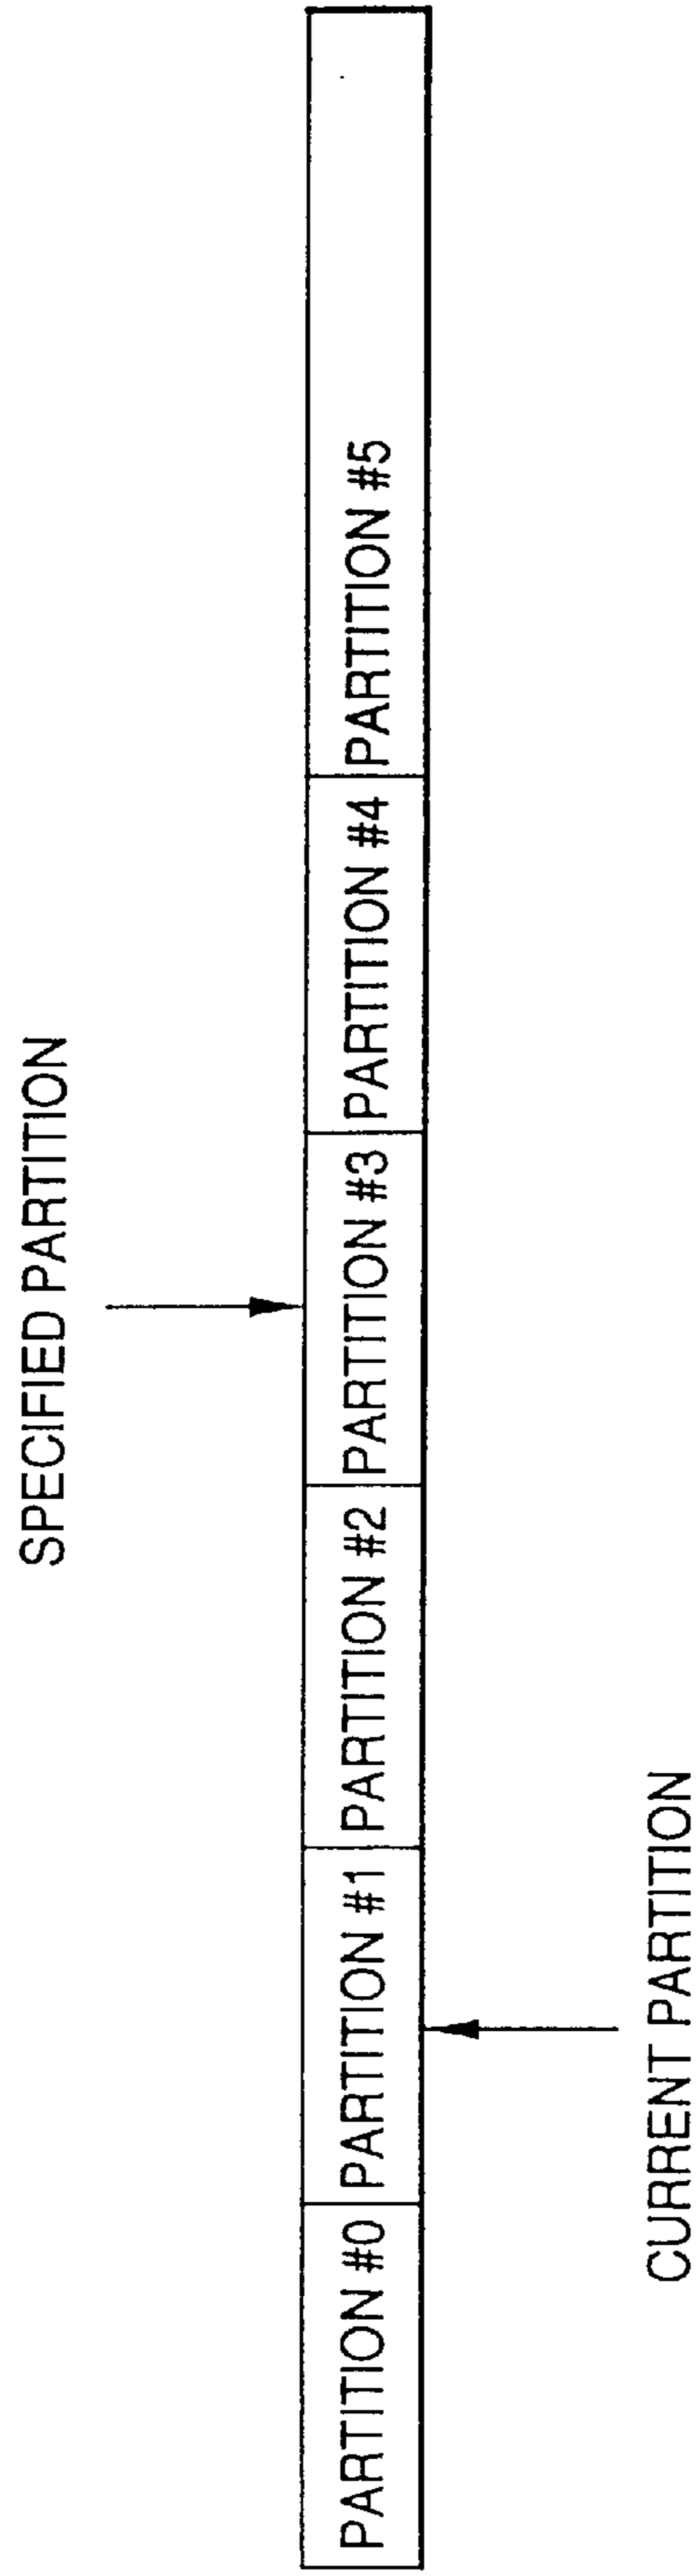 SPECIFIED PARTITION
PARTITION #0 PARTITION #1 PARTITION #2 PARTITION #3 PARTITION #4 PARTITION #5
CURRENT PARTITION